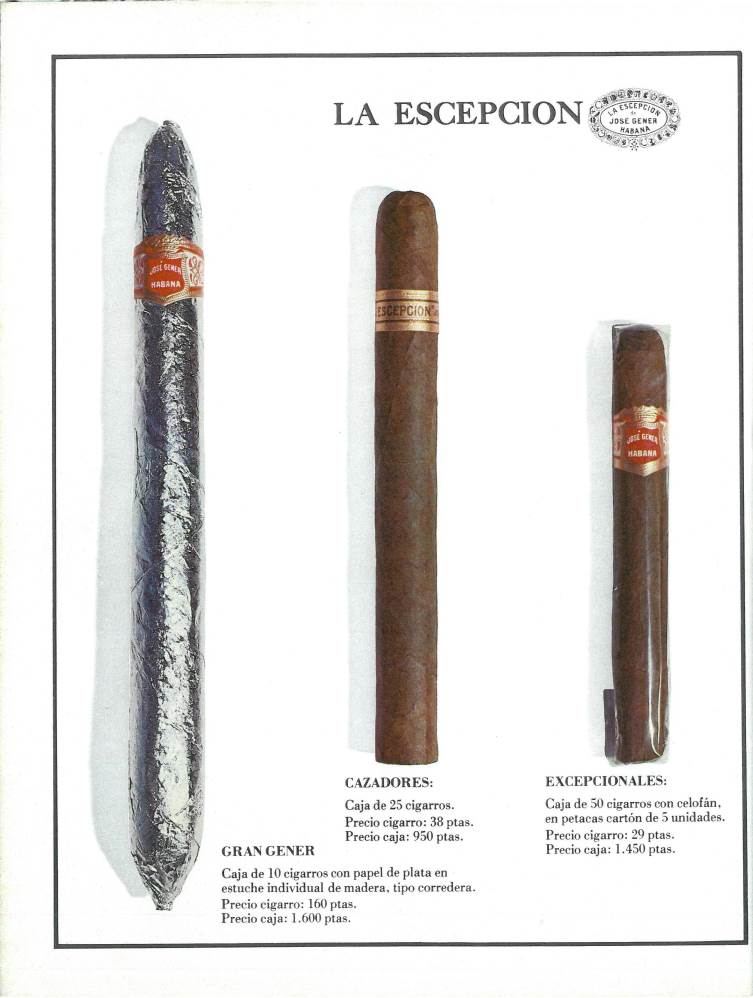 LA ESCEPCION
LA ESCEPCION
de
JOSE GENER
HABANA
JOSÉ GENER
HABANA
ESCEPCION
JOSÉ GENER
HABANA
CAZADORES:
Caja de 25 cigarros.
Precio cigarro: 38 ptas.
Precio caja: 950 ptas.
EXCEPCIONALES:
Caja de 50 cigarros con celofán,
en petacas cartón de 5 unidades.
Precio cigarro: 29 ptas.
Precio caja: 1.450 ptas.
GRAN GENER
Caja de 10 cigarros con papel de plata en
estuche individual de madera, tipo corredera.
Precio cigarro: 160 ptas.
Precio caja: 1.600 ptas.